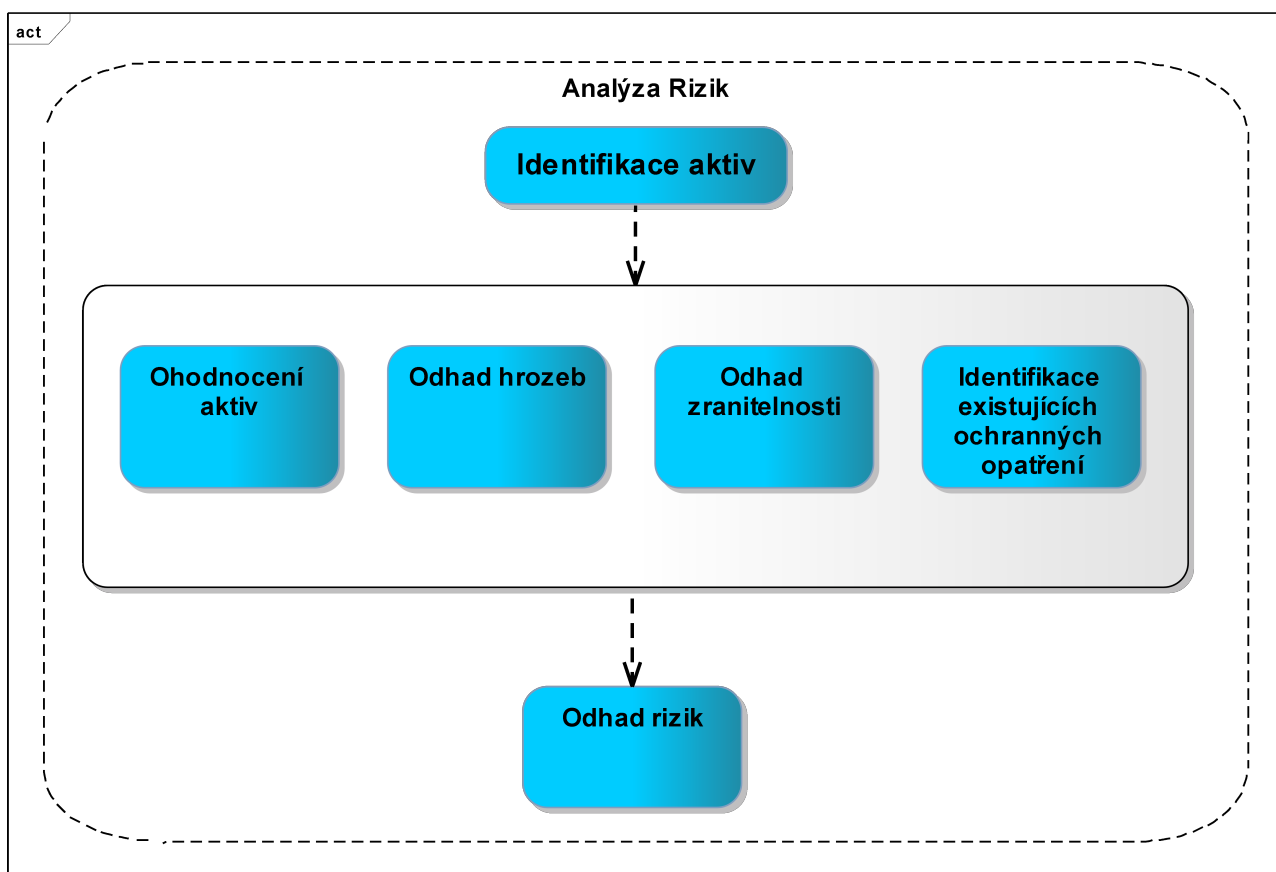 act
Analýza Rizik
Identifikace aktiv
Ohodnocení
aktiv
Odhad hrozeb
Odhad
zranitelnosti
Identifikace
existujících
ochranných
opatření
Odhad rizik